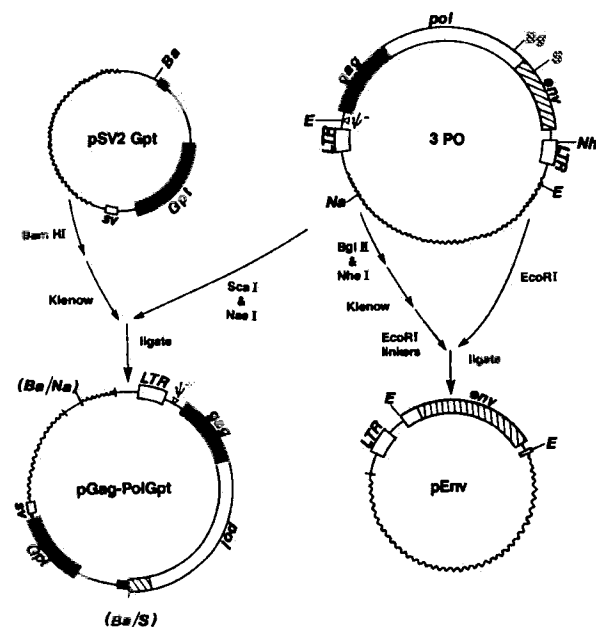 Ba
pSV2 Gpt
Gpt
sv
Bam HI
Klenow
ligate
pol
gag
Bg
S
env
E
ψ-
LTR
3 PO
LTR
Nh
E
Na
Sca I
&
Nae I
Bgl II
&
Nhe I
Klenow
EcoRI
linkers
EcoRI
ligate
(Ba/Na)
LTR
ψ-
gag
pGag-PolGpt
pol
sv
Gpt
(Ba/S)
E
env
LTR
E
pEnv